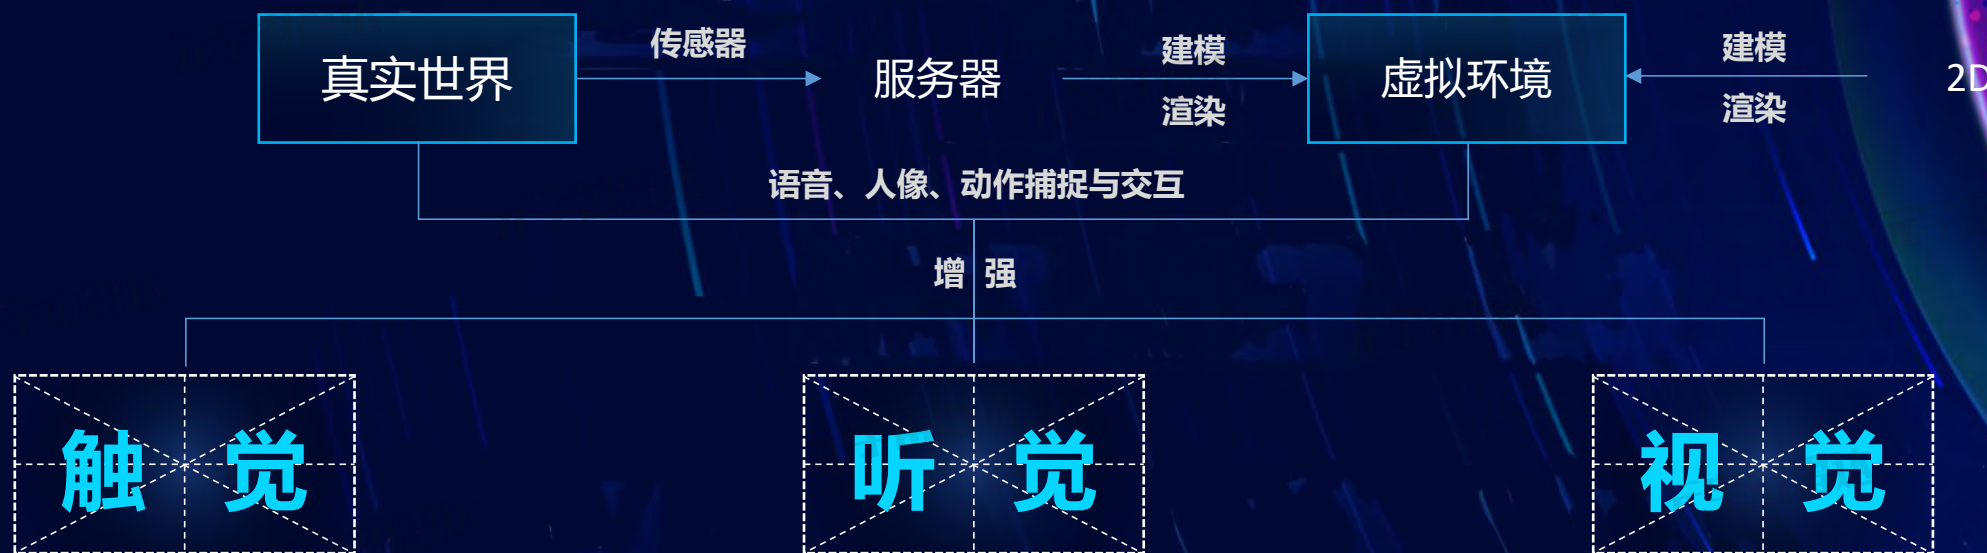 真实世界
传感器
服务器
建模
渲染
虚拟环境
建模
渲染
2D
语音、人像、动作捕捉与交互
增 强
触 觉
听 觉
视 觉